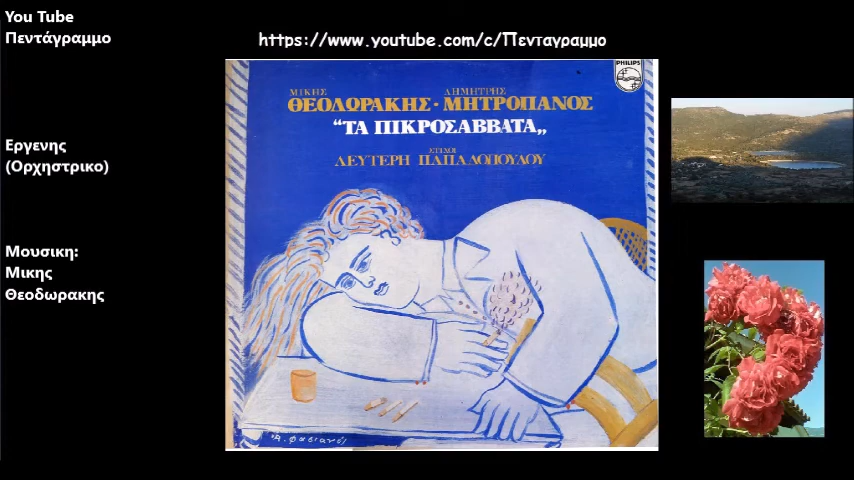 You Tube
Πεντάγραμμο
https://www.youtube.com/c/Πενταγραμμο
Εργενης
(Ορχηστρικο)
Μουσικη:
Μικης
Θεοδωρακης
PHILIPS
ΜΙΚΗΣ ΔΗΜΗΤΡΗΣ
ΘΕΟΔΩΡΑΚΗΣ · ΜΗΤΡΟΠΑΝΟΣ
“ΤΑ ΠΙΚΡΟΣΑΒΒΑΤΑ„
ΣΤΙΧΟΙ
ΛΕΥΤΕΡΗ ΠΑΠΑΔΟΠΟΥΛΟΥ
Α. Φασιανός